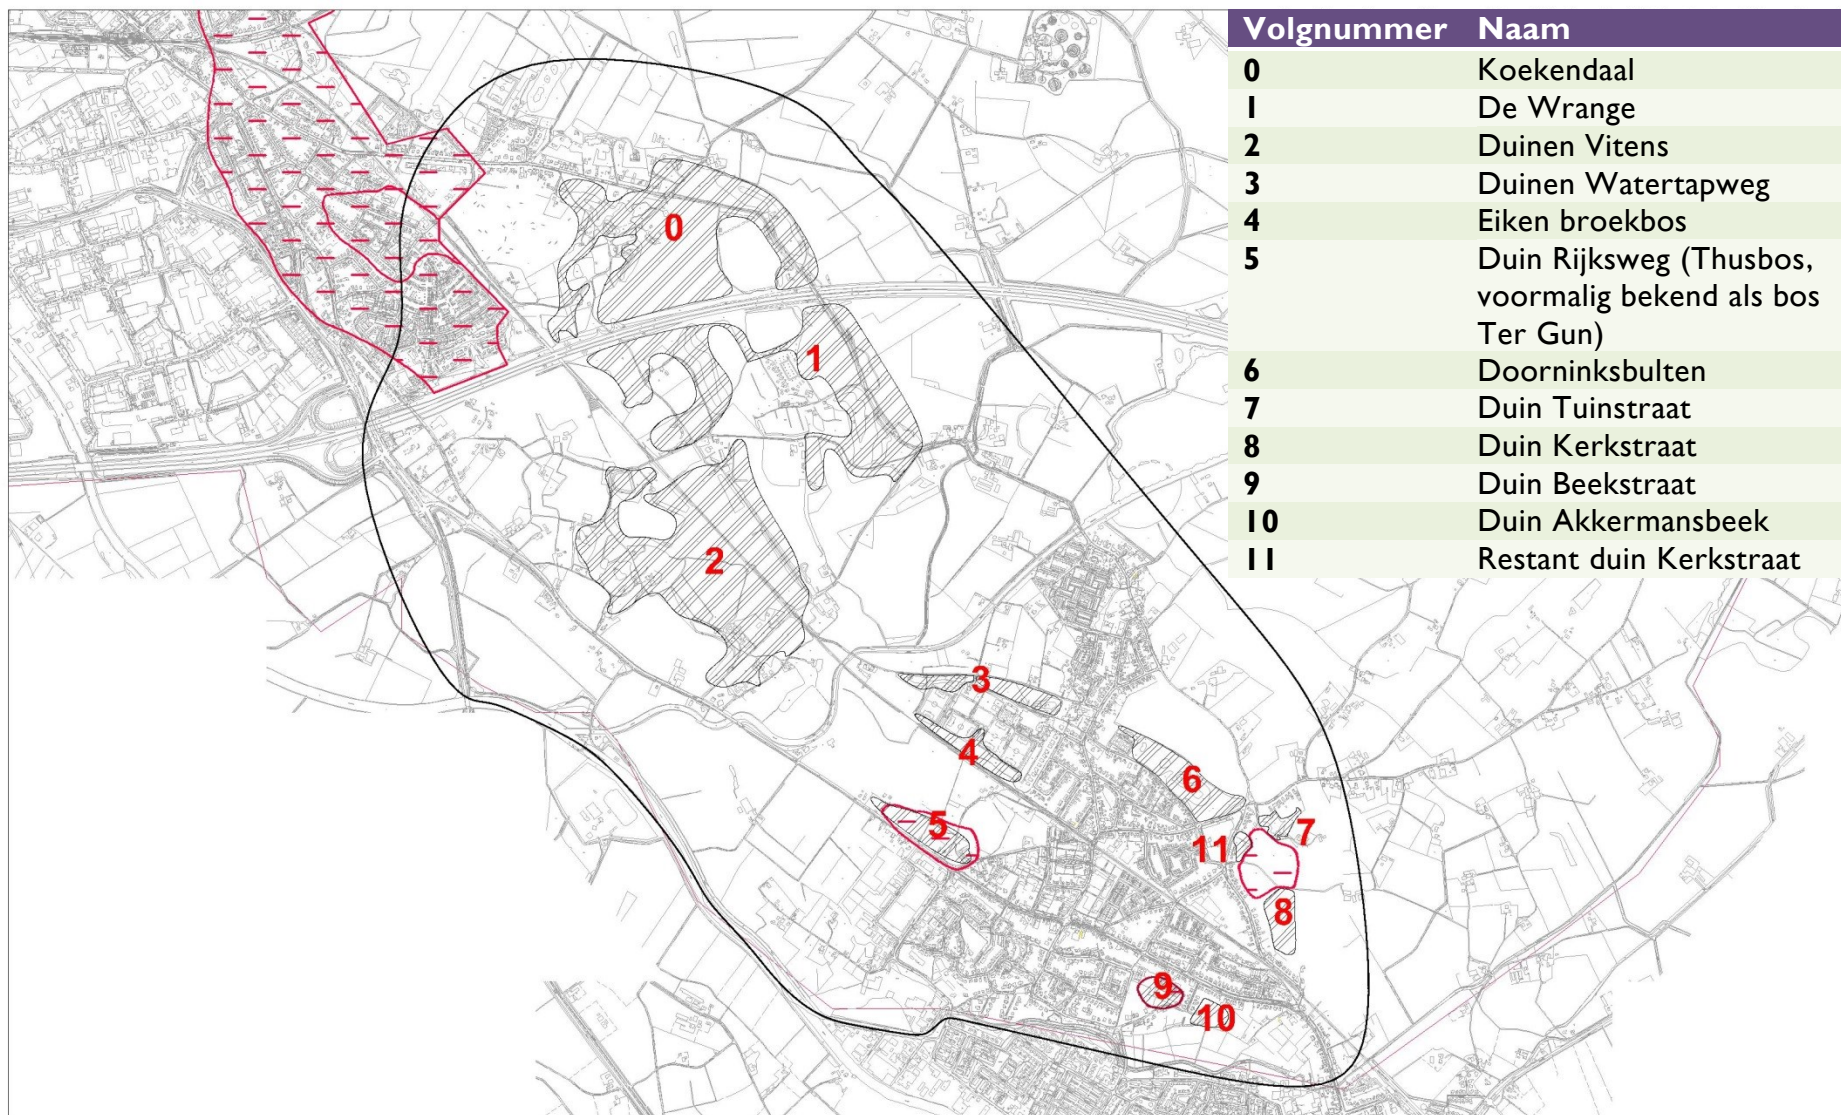 Volgnummer Naam
0 Koekendaal
1 De Wrange
2 Duinen Vitens
3 Duinen Watertapweg
4 Eiken broekbos
5 Duin Rijksweg (Thusbos,
voormalig bekend als bos
Ter Gun)
6 Doorninksbulten
7 Duin Tuinstraat
8 Duin Kerkstraat
9 Duin Beekstraat
10 Duin Akkermansbeek
11 Restant duin Kerkstraat
0
1
2
3
4
5
6
7
11
8
9
10